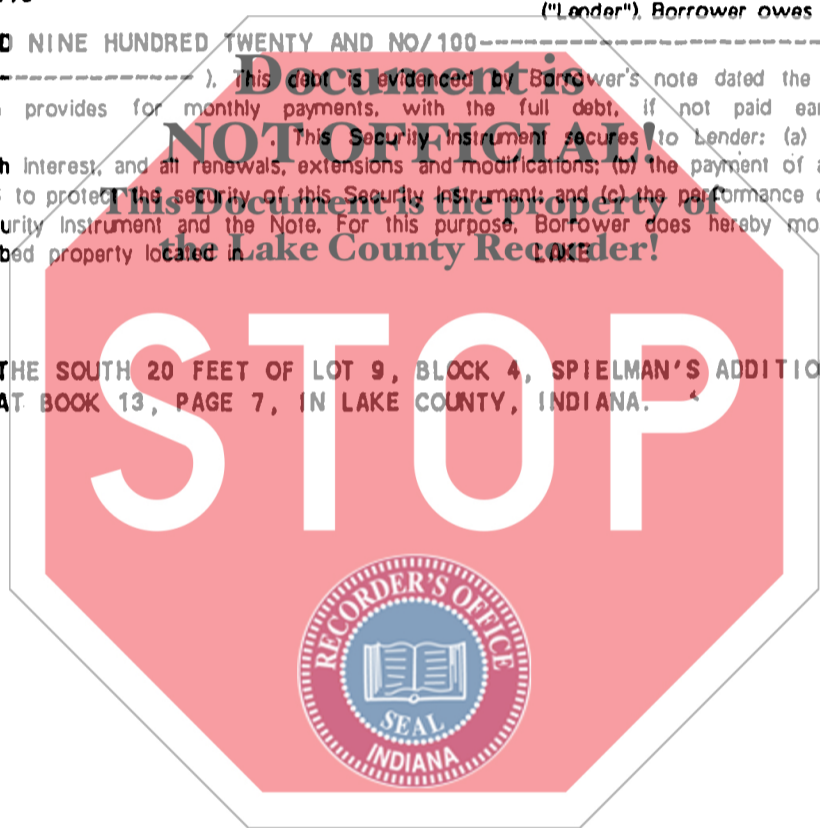 ("Lender"). Borrower owes
D NINE HUNDRED TWENTY AND NO/100--------------------------------
-------------------- ). This debt is evidenced by Borrower's note dated the
provides for monthly payments, with the full debt, if not paid
. This Security Instrument secures to Lender: (a)
h interest, and all renewals, extensions and modifications; (b) the payment of
to protect the security of this Security Instrument; and (c) the performance
urity Instrument and the Note. For this purpose, Borrower does hereby
bed property located in LAKE
THE SOUTH 20 FEET OF LOT 9, BLOCK 4, SPIELMAN'S ADDITIO
AT BOOK 13, PAGE 7, IN LAKE COUNTY, INDIANA.
Document is
NOT OFFICIAL!
This Document is the property of
the Lake County Recorder!
STOP
RECORDER'S OFFICE
SEAL
INDIANA